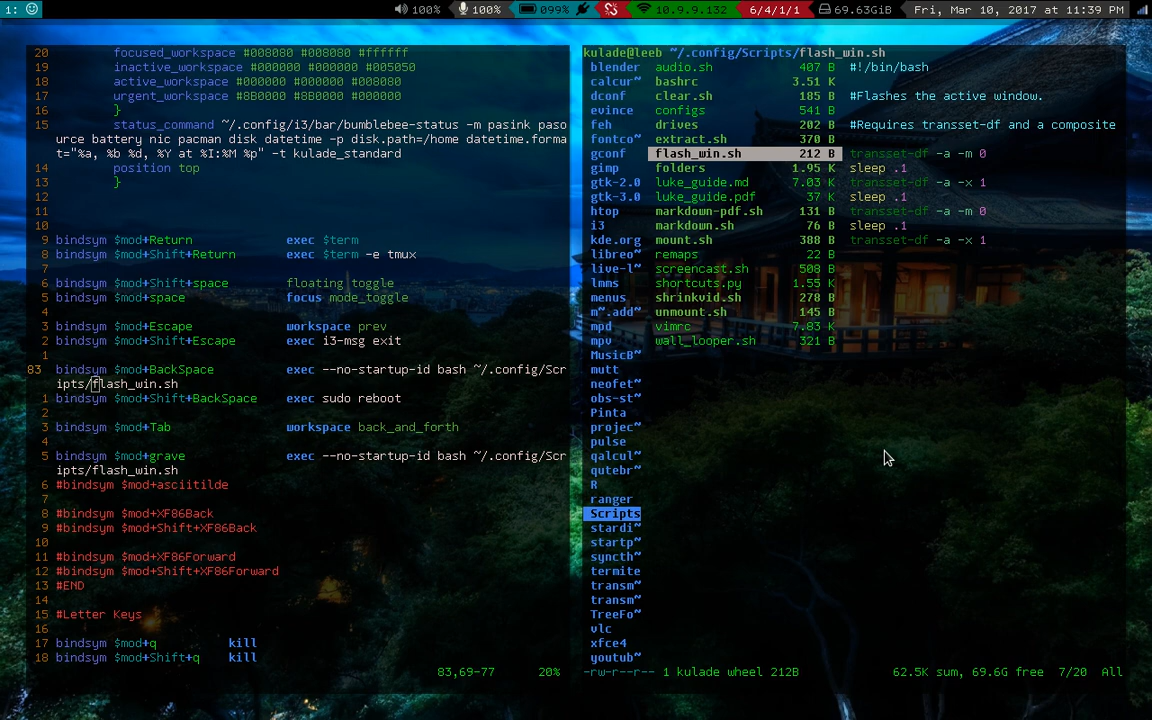 1:
100% 100% 099% 10.9.9.132 6/4/1/1 69.63GiB Fri, Mar 10, 2017 at 11:39 PM
20 focused_workspace #008080 #008080 #ffffff
19 inactive_workspace #000000 #000000 #005050
18 active_workspace #000000 #000000 #008080
17 urgent_workspace #8B0000 #8B0000 #000000
16 }
15 status_command ~/.config/i3/bar/bumblebee-status -m pasink paso
urce battery nic pacman disk datetime -p disk.path=/home datetime.forma
t="%a, %b %d, %Y at %I:%M %p" -t kulade_standard
14 position top
13 }
12
11
10
9 bindsym $mod+Return exec $term
8 bindsym $mod+Shift+Return exec $term -e tmux
7
6 bindsym $mod+Shift+space floating toggle
5 bindsym $mod+space focus mode_toggle
4
3 bindsym $mod+Escape workspace prev
2 bindsym $mod+Shift+Escape exec i3-msg exit
1
83 bindsym $mod+BackSpace exec --no-startup-id bash ~/.config/Scr
ipts/flash_win.sh
1 bindsym $mod+Shift+BackSpace exec sudo reboot
2
3 bindsym $mod+Tab workspace back_and_forth
4
5 bindsym $mod+grave exec --no-startup-id bash ~/.config/Scr
ipts/flash_win.sh
6 #bindsym $mod+asciitilde
7
8 #bindsym $mod+XF86Back
9 #bindsym $mod+Shift+XF86Back
10
11 #bindsym $mod+XF86Forward
12 #bindsym $mod+Shift+XF86Forward
13 #END
14
15 #Letter Keys
16
17 bindsym $mod+q kill
18 bindsym $mod+Shift+q kill
83,69-77 20%
kulade@leeb ~/.config/Scripts/flash_win.sh
blender audio.sh 407 B #!/bin/bash
calcur~ bashrc 3.51 K
dconf clear.sh 185 B #Flashes the active window.
evince configs 541 B
feh drives 202 B #Requires transset-df and a composite
fontco~ extract.sh 370 B
gconf flash_win.sh 212 B transset-df -a -m 0
gimp folders 1.95 K sleep .1
gtk-2.0 luke_guide.md 7.03 K transset-df -a -x 1
gtk-3.0 luke_guide.pdf 37 K sleep .1
htop markdown-pdf.sh 131 B transset-df -a -m 0
i3 markdown.sh 76 B sleep .1
kde.org mount.sh 388 B transset-df -a -x 1
libreo~ remaps 22 B
live-l~ screencast.sh 508 B
lmms shortcuts.py 1.55 K
menus shrinkvid.sh 278 B
m~.add~ unmount.sh 145 B
mpd vimrc 7.83 K
mpv wall_looper.sh 321 B
MusicB~
mutt
neofet~
obs-st~
Pinta
projec~
pulse
qalcul~
qutebr~
R
ranger
Scripts
stardi~
startp~
syncth~
termite
transm~
transm~
TreeFo~
vlc
xfce4
youtub~
-rw-r--r-- 1 kulade wheel 212B 62.5K sum, 69.6G free 7/20 All